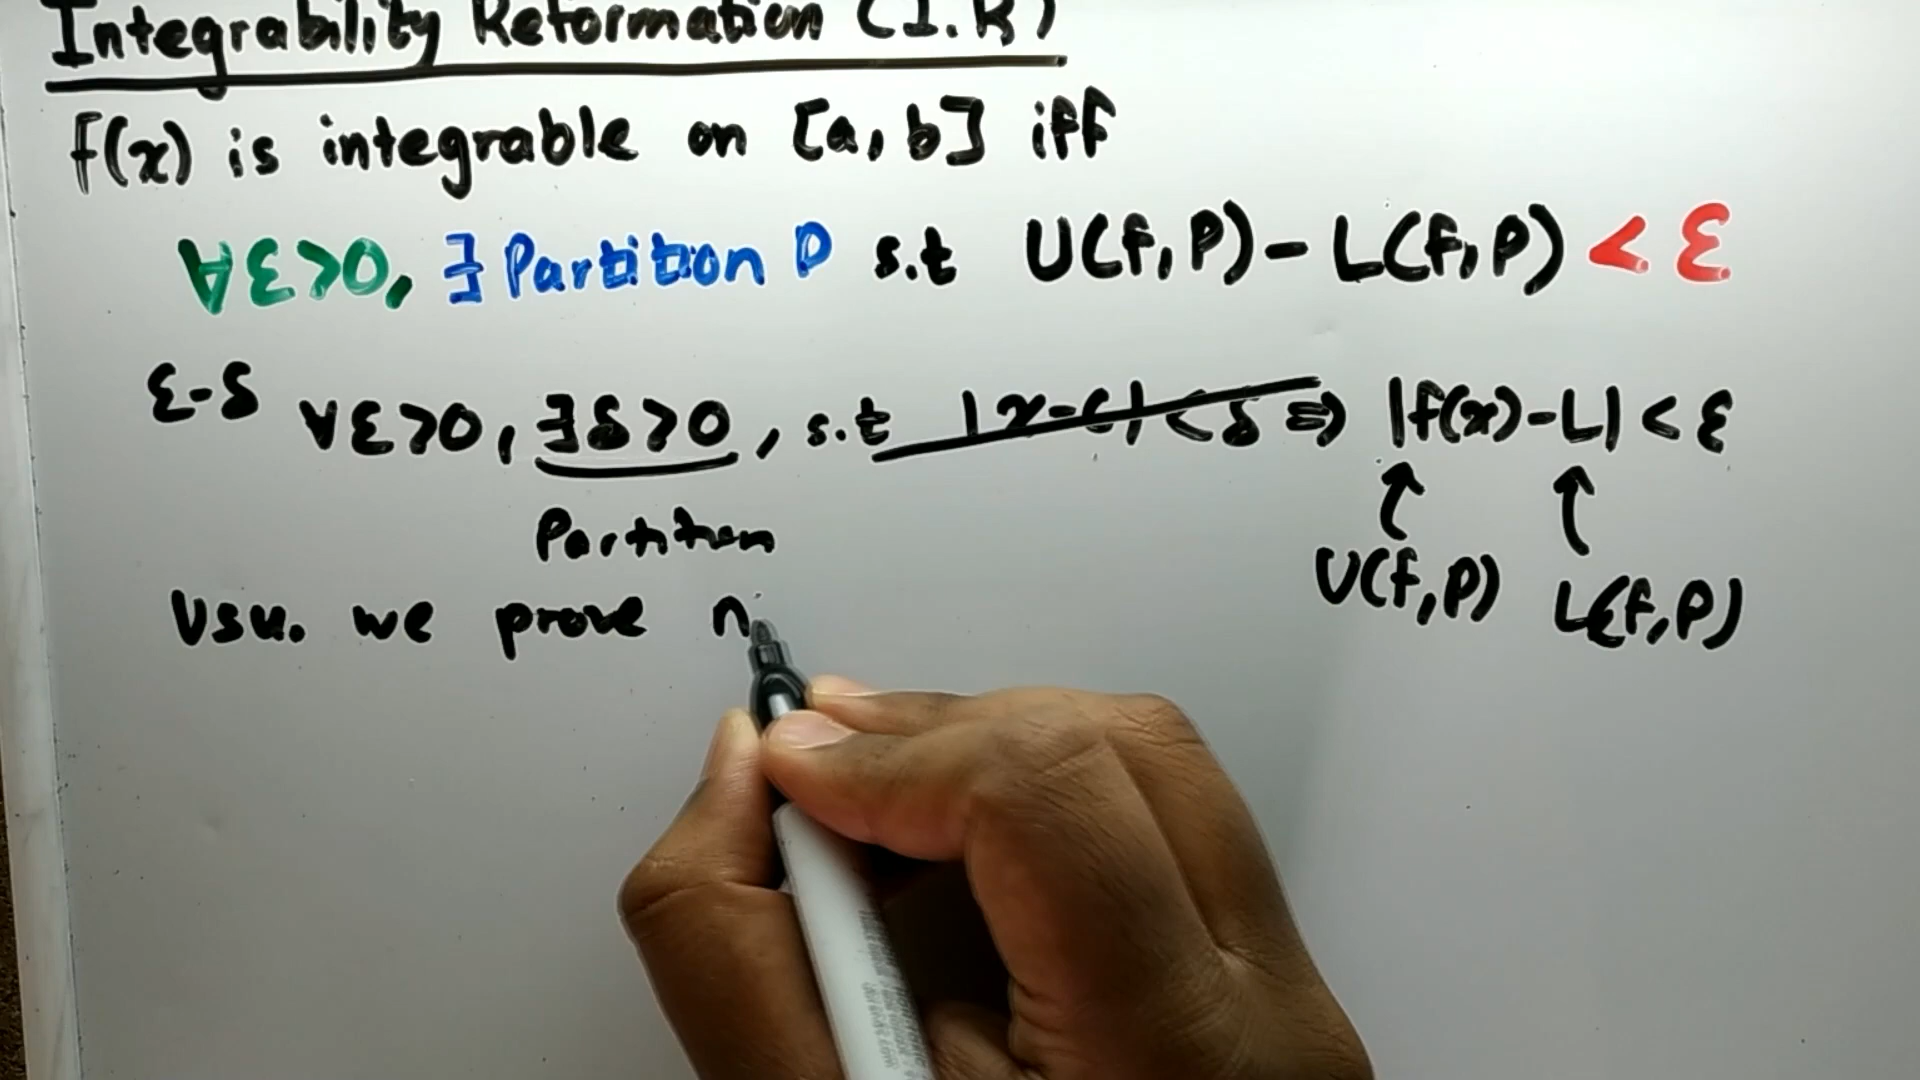 Integrability Reformation (I.R)
f(x) is integrable on [a, b] iff
∀ε>0, ∃ Partition P s.t U(f,P) - L(f,P) < ε
ε-δ ∀ε>0, ∃δ>0, s.t |x-c| < δ ⇒ |f(x)-L| < ε
Partition
U(f,P) L(f,P)
Usu. we prove n